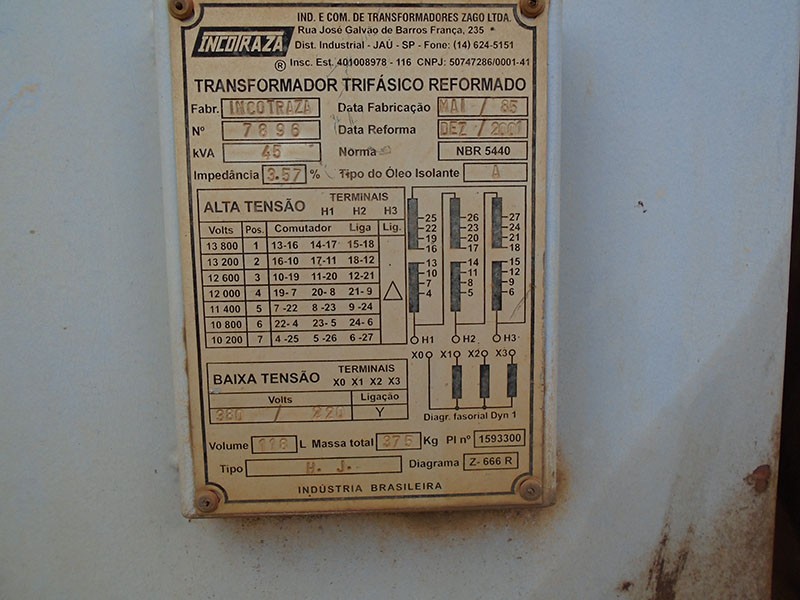 IND. E COM. DE TRANSFORMADORES ZAGO LTDA.
INCOTRAZA
®
Rua José Galvão de Barros França, 235
Dist. Industrial - JAÚ - SP - Fone: (14) 624-5151
Insc. Est. 401008978 - 116 CNPJ: 50747286/0001-41
TRANSFORMADOR TRIFÁSICO REFORMADO
Fabr. INCOTRAZA Data Fabricação MAI / 85
Nº 7896 Data Reforma DEZ / 2001
kVA 45 Norma NBR 5440
Impedância 3.57 % Tipo do Óleo Isolante A
ALTA TENSÃO TERMINAIS H1 H2 H3
Volts Pos. Comutador Liga Lig.
13 800 1 13-16 14-17 15-18
13 200 2 16-10 17-11 18-12
12 600 3 10-19 11-20 12-21
12 000 4 19-7 20-8 21-9 △
11 400 5 7-22 8-23 9-24
10 800 6 22-4 23-5 24-6
10 200 7 4-25 5-26 6-27
25 26 27
22 23 24
19 20 21
16 17 18
13 14 15
10 11 12
7 8 9
4 5 6
H1 H2 H3
X0 X1 X2 X3
BAIXA TENSÃO TERMINAIS X0 X1 X2 X3
Volts Ligação
380 / 220 Y
Diagr. fasorial Dyn 1
Volume 118 L Massa total 375 Kg PI nº 1593300
Tipo B. J. Diagrama Z- 666 R
INDÚSTRIA BRASILEIRA